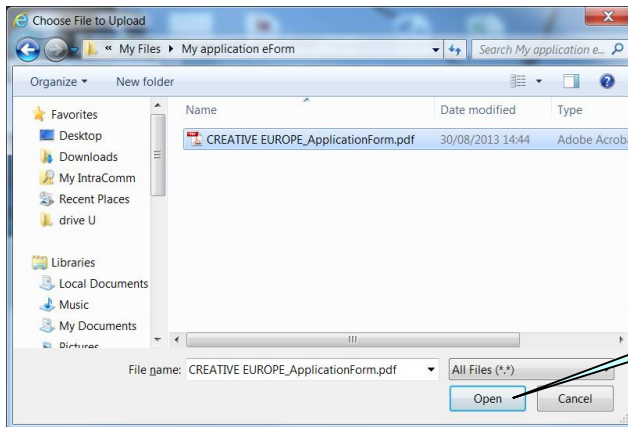 Choose File to Upload
« My Files ▸ My application eForm
Search My application e...
Organize ▾ New folder
Name Date modified Type
Favorites
Desktop
Downloads
My IntraComm
Recent Places
drive U
Libraries
Local Documents
Music
My Documents
Pictures
CREATIVE EUROPE_ApplicationForm.pdf 30/08/2013 14:44 Adobe Acrob
File name: CREATIVE EUROPE_ApplicationForm.pdf All Files (*.*)
Open Cancel